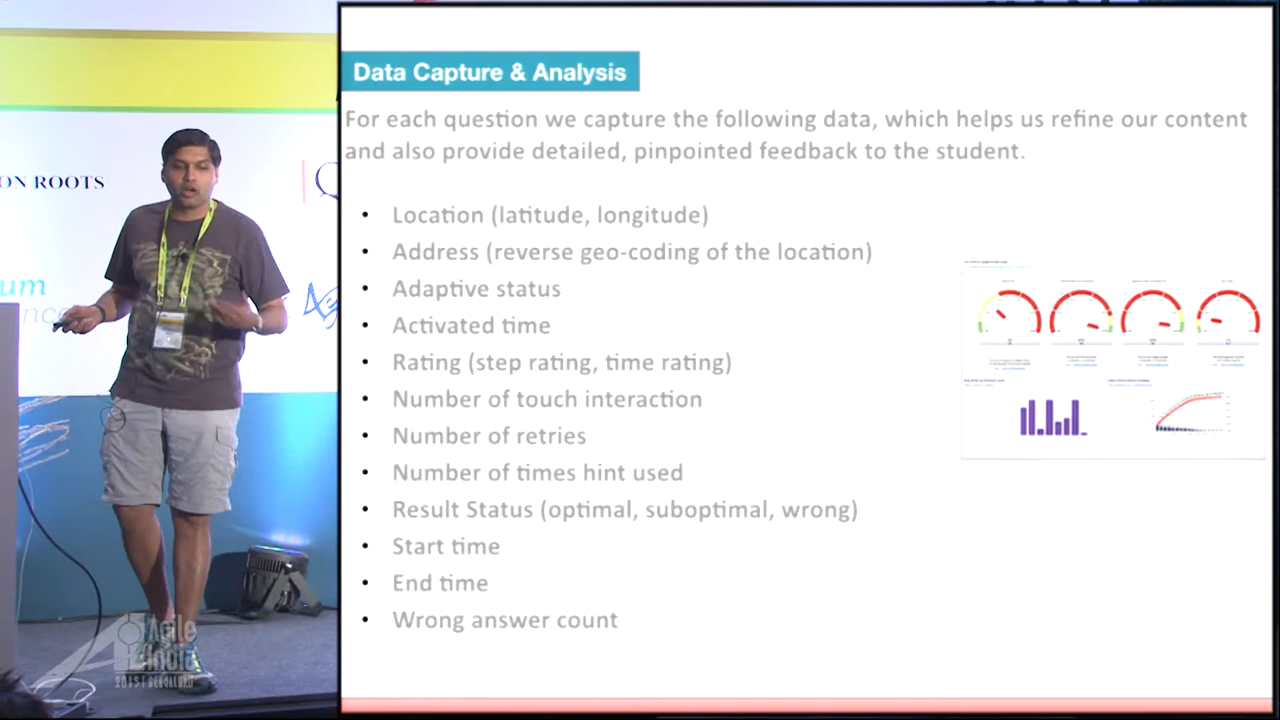 Data Capture & Analysis
For each question we capture the following data, which helps us refine our content
and also provide detailed, pinpointed feedback to the student.
• Location (latitude, longitude)
• Address (reverse geo-coding of the location)
• Adaptive status
• Activated time
• Rating (step rating, time rating)
• Number of touch interaction
• Number of retries
• Number of times hint used
• Result Status (optimal, suboptimal, wrong)
• Start time
• End time
• Wrong answer count
ON ROOTS
um
nce
Agile
India
2015 | BENGALURU